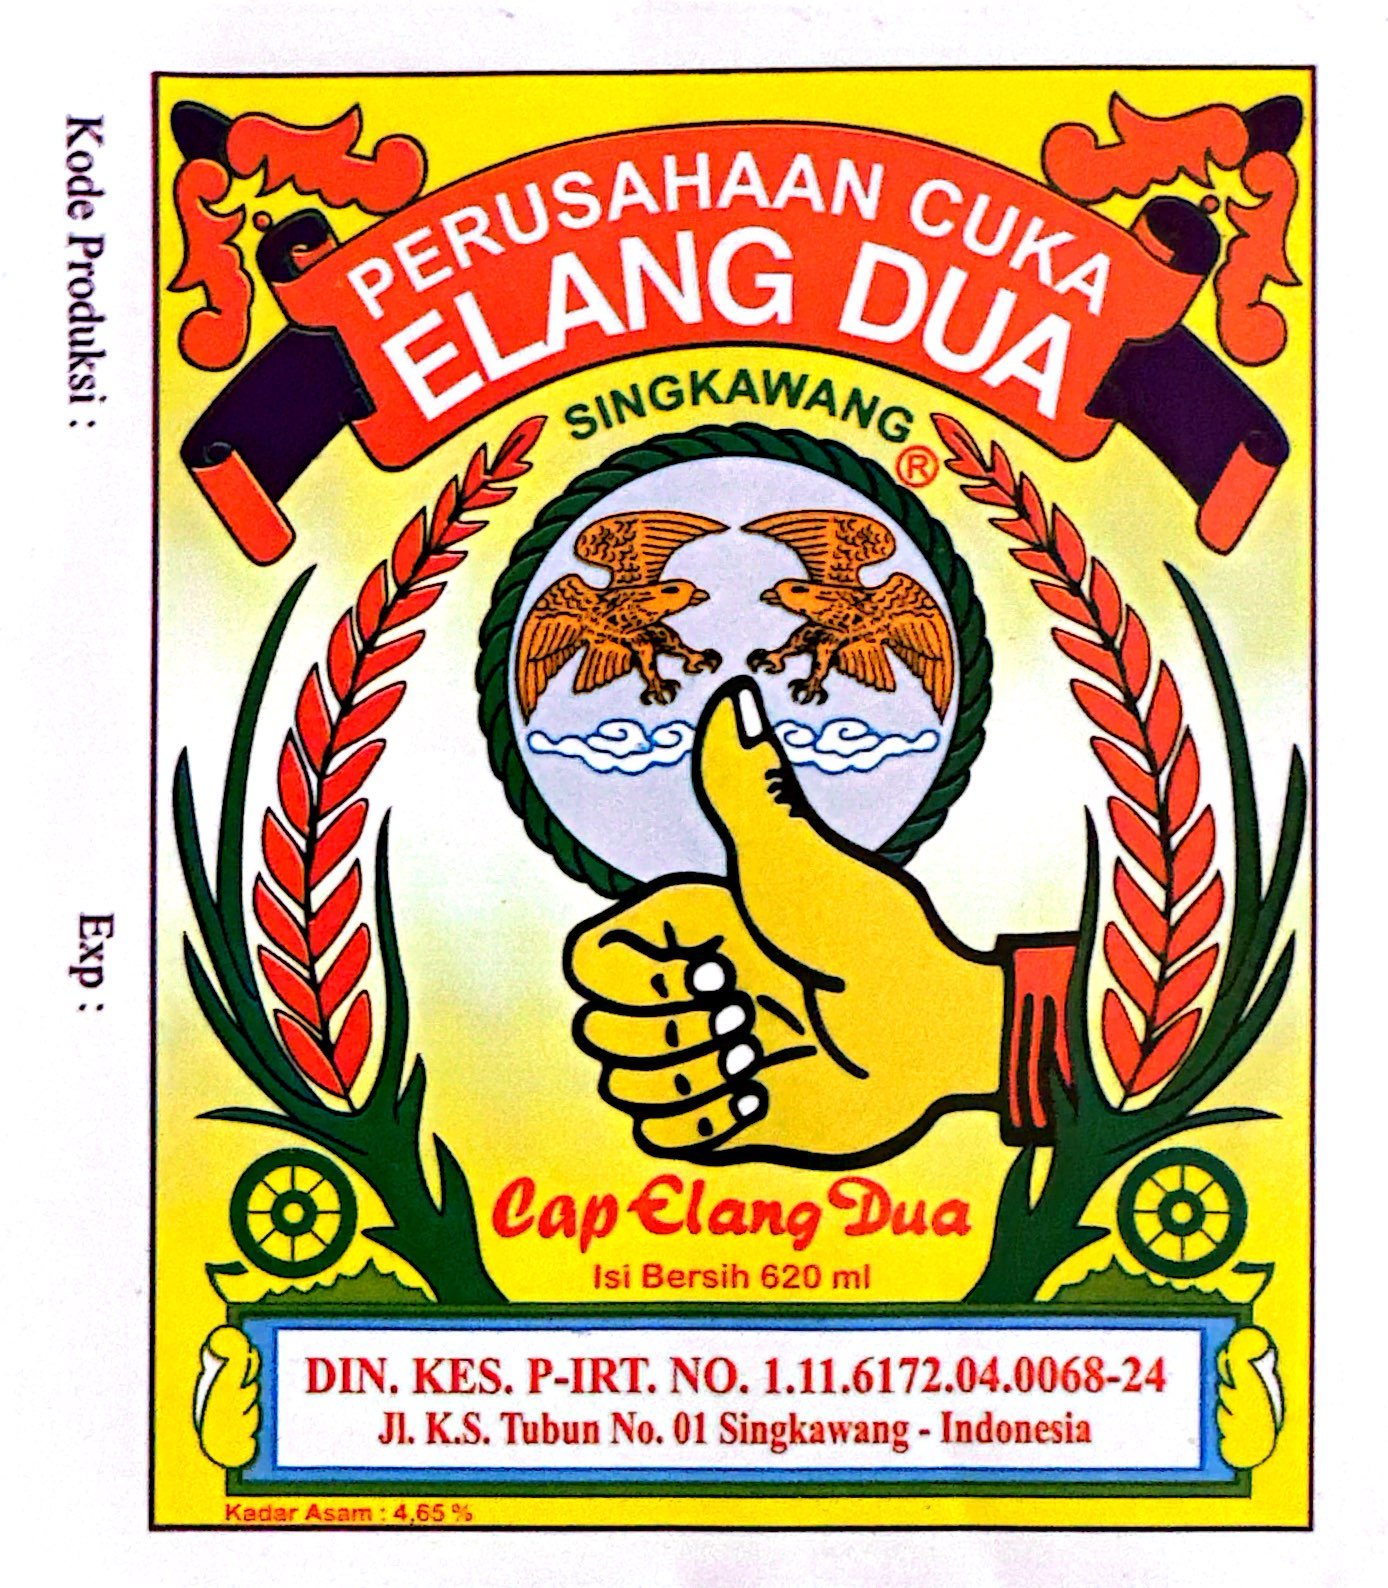 Kode Produksi :
Exp :
PERUSAHAAN CUKA
ELANG DUA
SINGKAWANG
®
Cap Elang Dua
Isi Bersih 620 ml
DIN. KES. P-IRT. NO. 1.11.6172.04.0068-24
Jl. K.S. Tubun No. 01 Singkawang - Indonesia
Kadar Asam : 4,65 %